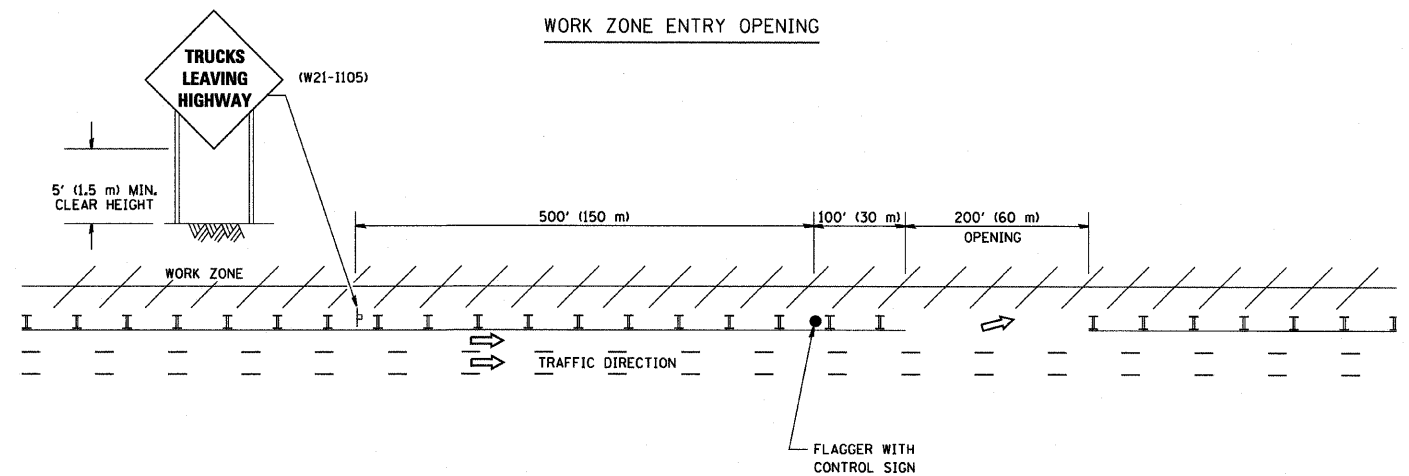 WORK ZONE ENTRY OPENING
TRUCKS
LEAVING
HIGHWAY
(W21-I105)
5' (1.5 m) MIN.
CLEAR HEIGHT
500' (150 m)
100' (30 m)
200' (60 m)
OPENING
WORK ZONE
TRAFFIC DIRECTION
FLAGGER WITH
CONTROL SIGN